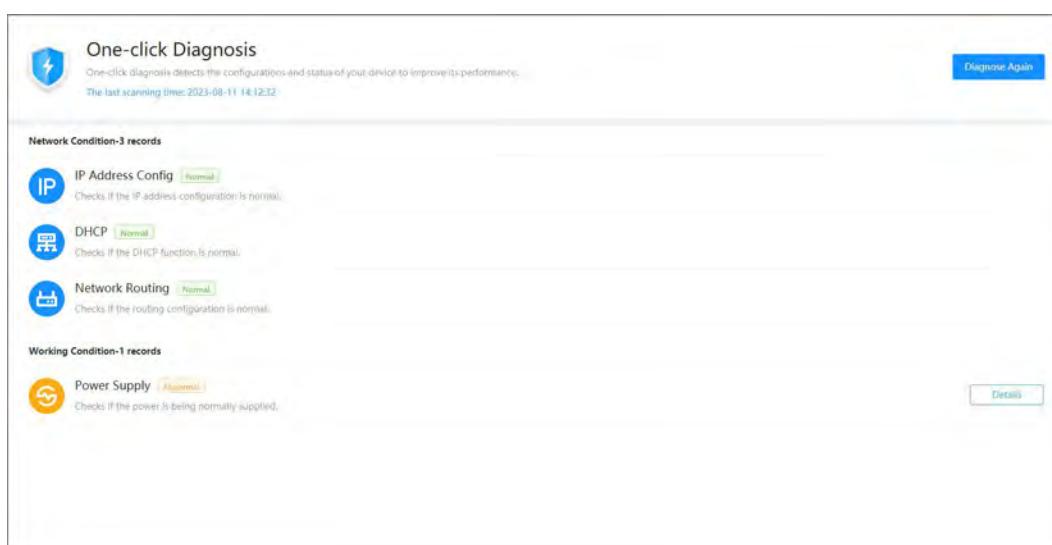 One-click Diagnosis
One-click diagnosis detects the configurations and status of your device to improve its performance.
Diagnose Again
The last scanning time: 2023-08-11 14:12:32
Network Condition-3 records
IP Address Config Normal
IP
Checks if the IP address configuration is normal.
DHCP Normal
Checks if the DHCP function is normal.
Network Routing Normal
Checks if the routing configuration is normal.
Working Condition-1 records
Power Supply Abnormal
Checks if the power is being normally supplied.
Details